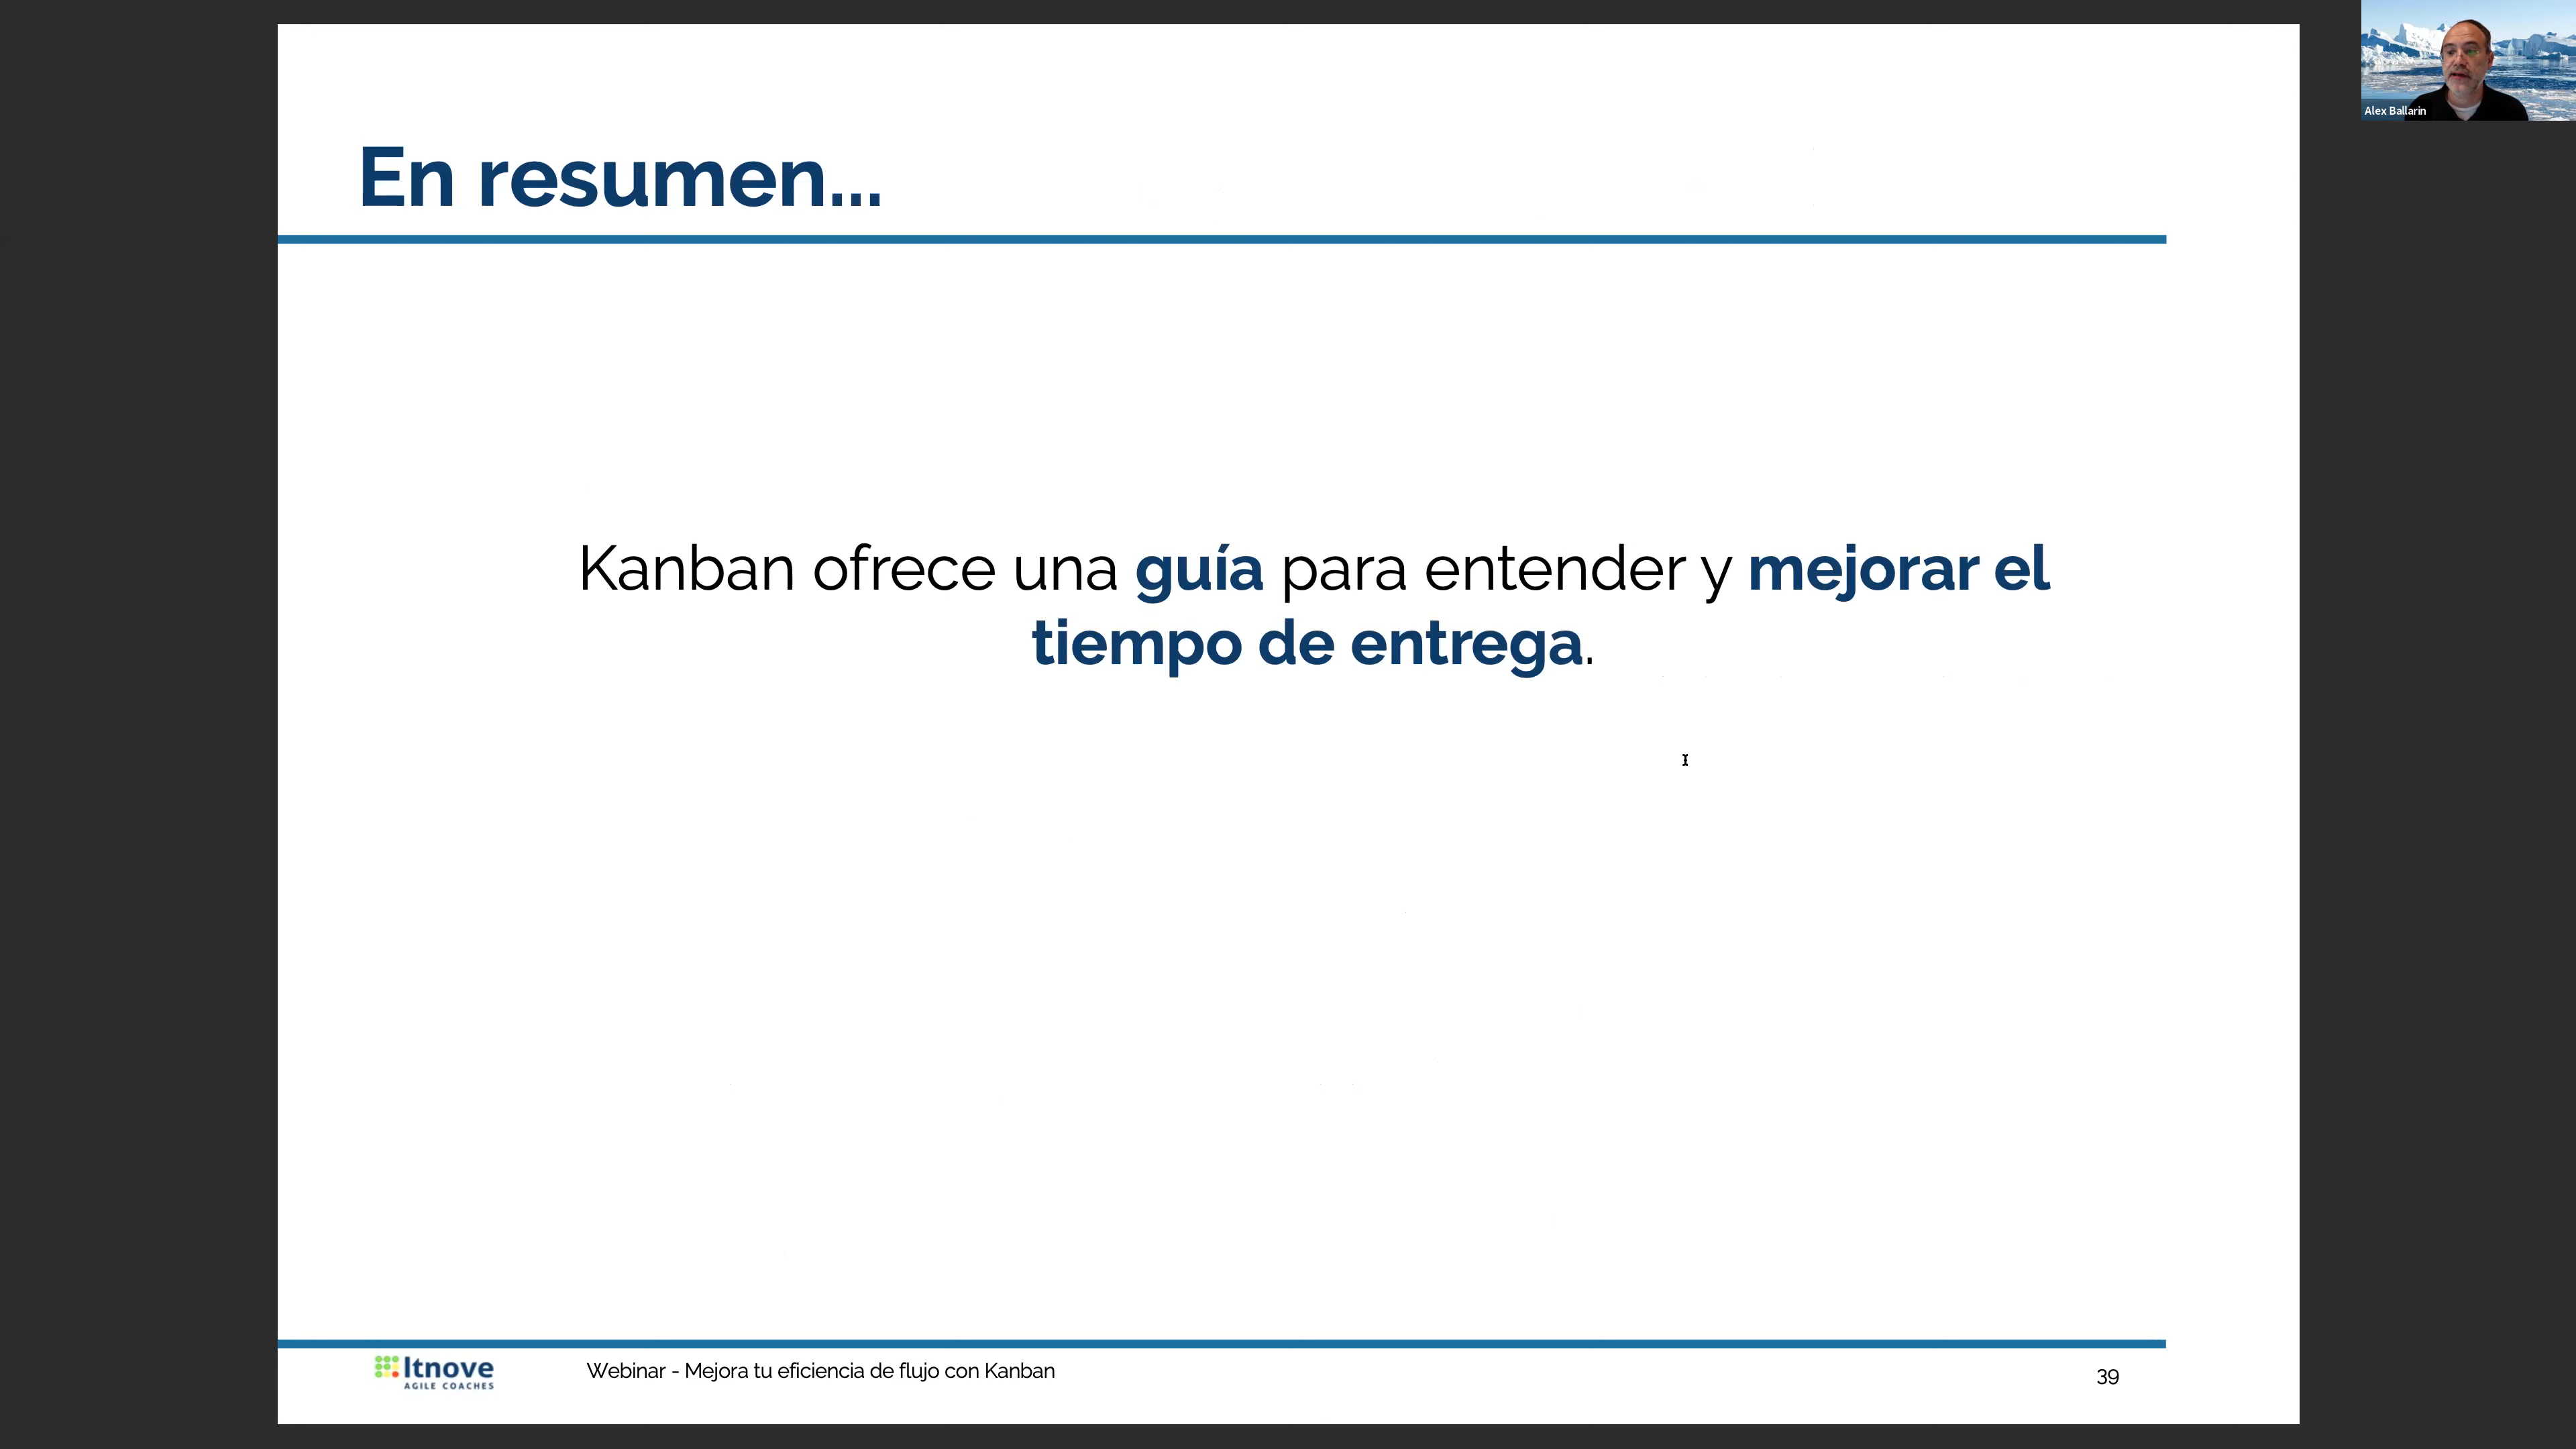 Alex Ballarin
En resumen...
Kanban ofrece una guía para entender y mejorar el
tiempo de entrega.
Itnove
AGILE COACHES
Webinar - Mejora tu eficiencia de flujo con Kanban
39